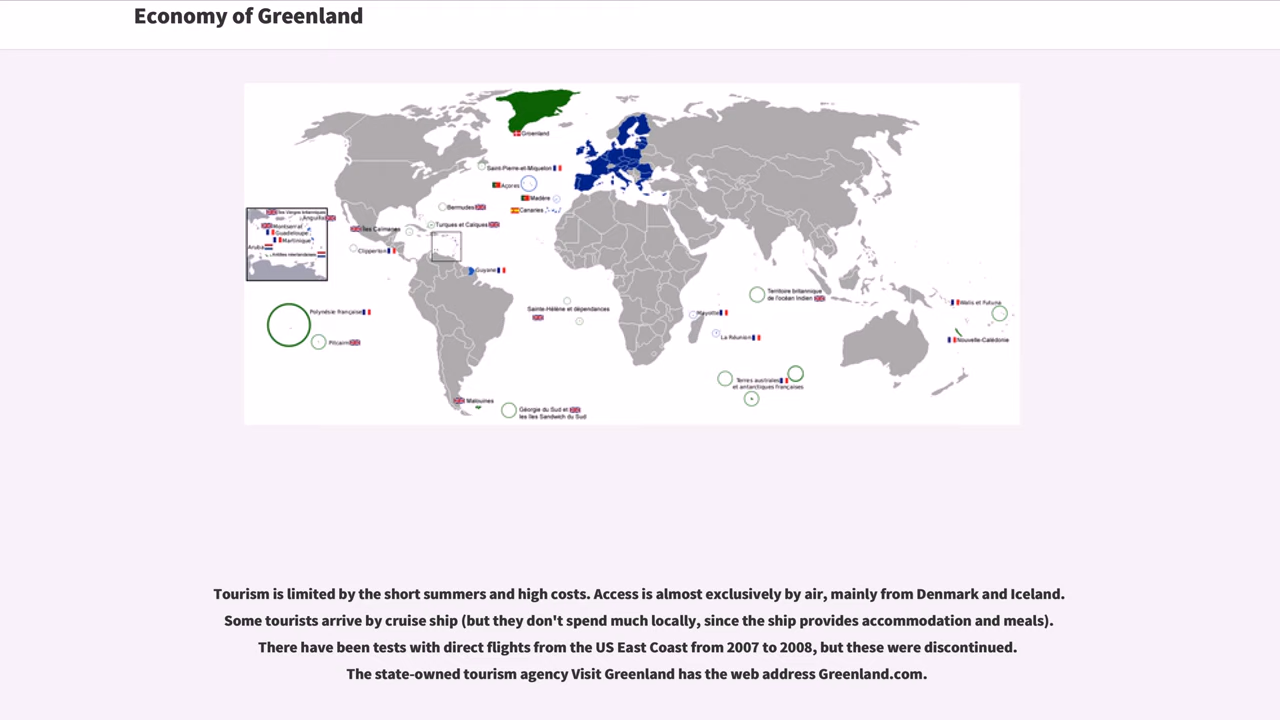 Economy of Greenland
Groenland
Saint-Pierre-et-Miquelon
Açores
Madère
Canaries
Bermudes
Turques et Caïques
Îles Caïmanes
Clipperton
Guyane
Îles Vierges britanniques
Anguilla
Montserrat
Guadeloupe
Martinique
Aruba
Antilles néerlandaises
Polynésie française
Pitcairn
Sainte-Hélène et dépendances
Mayotte
La Réunion
Territoire britannique
de l'océan Indien
Wallis et Futuna
Nouvelle-Calédonie
Terres australes
et antarctiques Françaises
Malouines
Géorgie du Sud et
les îles Sandwich du Sud
Tourism is limited by the short summers and high costs. Access is almost exclusively by air, mainly from Denmark and Iceland.
Some tourists arrive by cruise ship (but they don't spend much locally, since the ship provides accommodation and meals).
There have been tests with direct flights from the US East Coast from 2007 to 2008, but these were discontinued.
The state-owned tourism agency Visit Greenland has the web address Greenland.com.